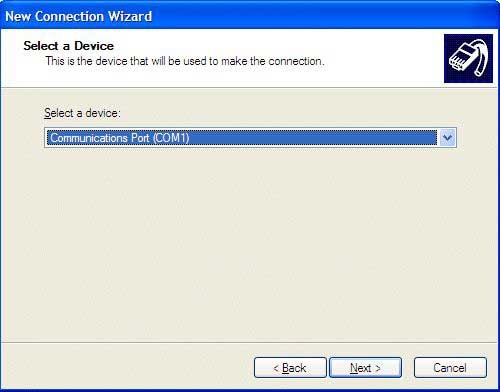 New Connection Wizard
Select a Device
This is the device that will be used to make the connection.
Select a device:
Communications Port (COM1)
< Back
Next >
Cancel